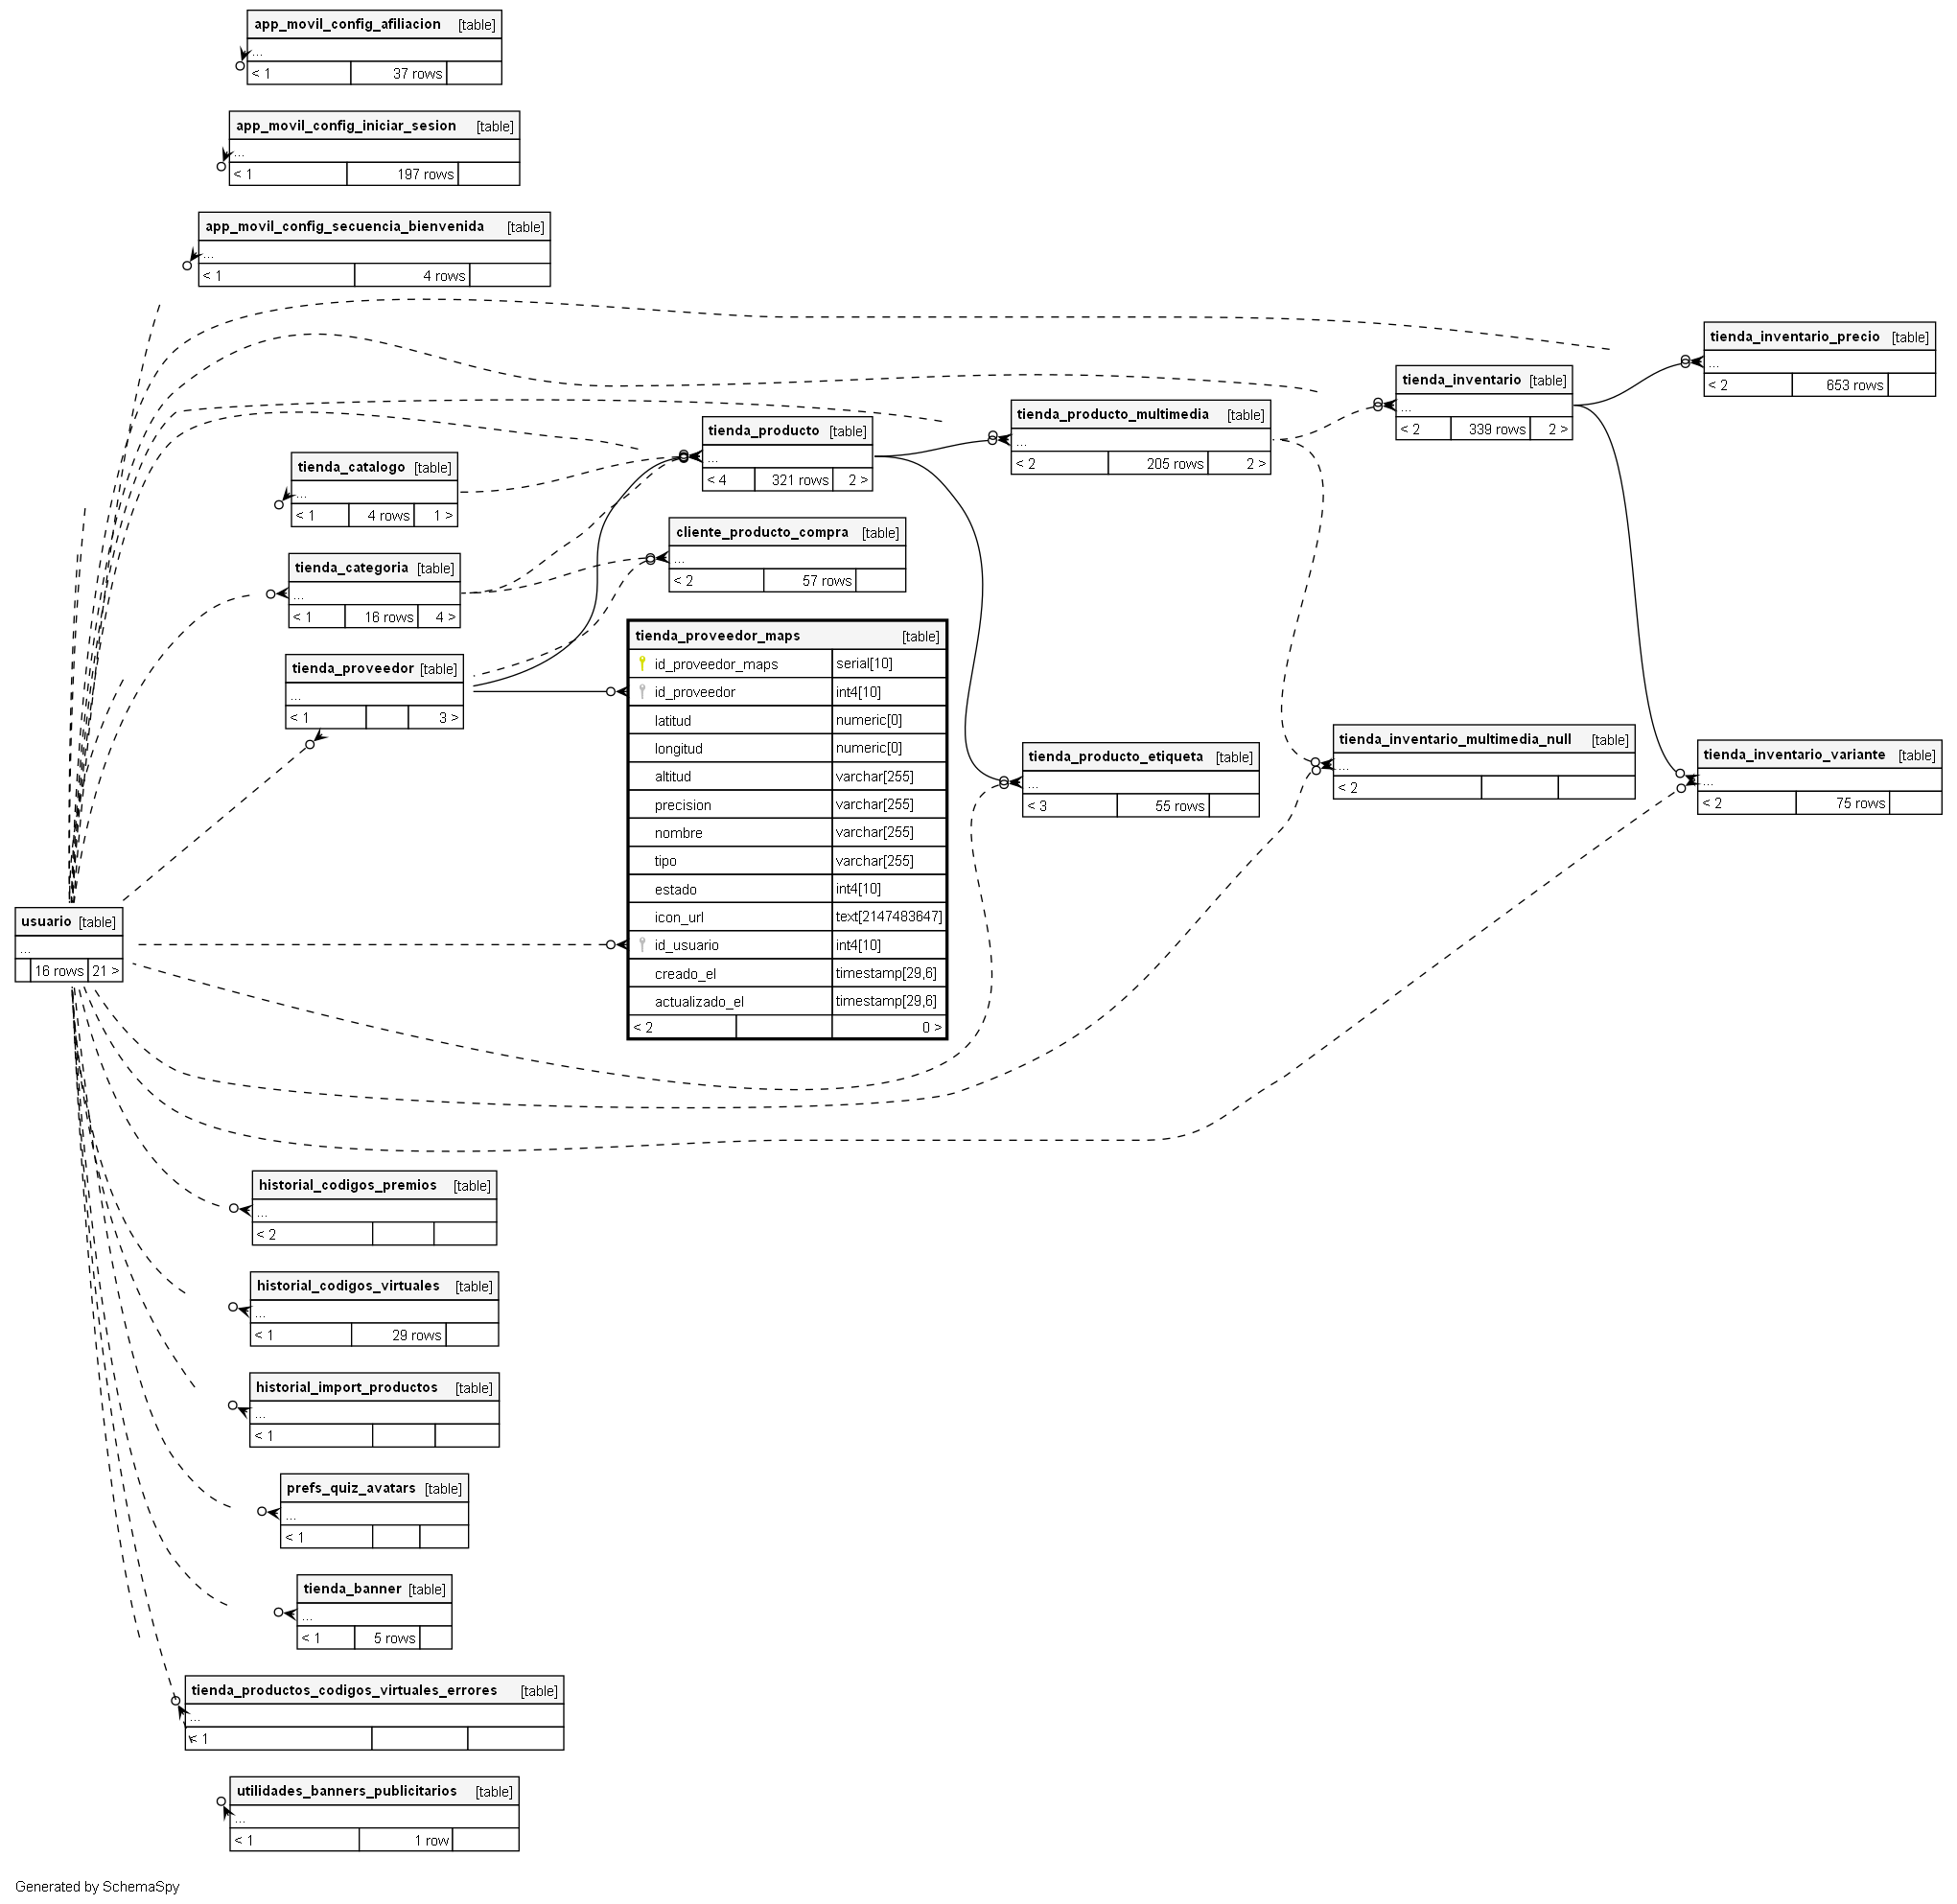 app_movil_config_afiliacion [table]
...
< 1 37 rows
app_movil_config_iniciar_sesion [table]
...
< 1 197 rows
app_movil_config_secuencia_bienvenida [table]
...
< 1 4 rows
tienda_inventario_precio [table]
...
< 2 653 rows
tienda_inventario [table]
...
< 2 339 rows 2 >
tienda_producto_multimedia [table]
...
< 2 205 rows 2 >
tienda_producto [table]
...
< 4 321 rows 2 >
tienda_catalogo [table]
...
< 1 4 rows 1 >
cliente_producto_compra [table]
...
< 2 57 rows
tienda_categoria [table]
...
< 1 16 rows 4 >
tienda_proveedor [table]
...
< 1 3 >
tienda_proveedor_maps [table]
id_proveedor_maps serial[10]
id_proveedor int4[10]
latitud numeric[0]
longitud numeric[0]
altitud varchar[255]
precision varchar[255]
nombre varchar[255]
tipo varchar[255]
estado int4[10]
icon_url text[2147483647]
id_usuario int4[10]
creado_el timestamp[29,6]
actualizado_el timestamp[29,6]
< 2 0 >
tienda_producto_etiqueta [table]
...
< 3 55 rows
tienda_inventario_multimedia_null [table]
...
< 2
tienda_inventario_variante [table]
...
< 2 75 rows
usuario [table]
...
16 rows 21 >
historial_codigos_premios [table]
...
< 2
historial_codigos_virtuales [table]
...
< 1 29 rows
historial_import_productos [table]
...
< 1
prefs_quiz_avatars [table]
...
< 1
tienda_banner [table]
...
< 1 5 rows
tienda_productos_codigos_virtuales_errores [table]
...
< 1
utilidades_banners_publicitarios [table]
...
< 1 1 row
Generated by SchemaSpy